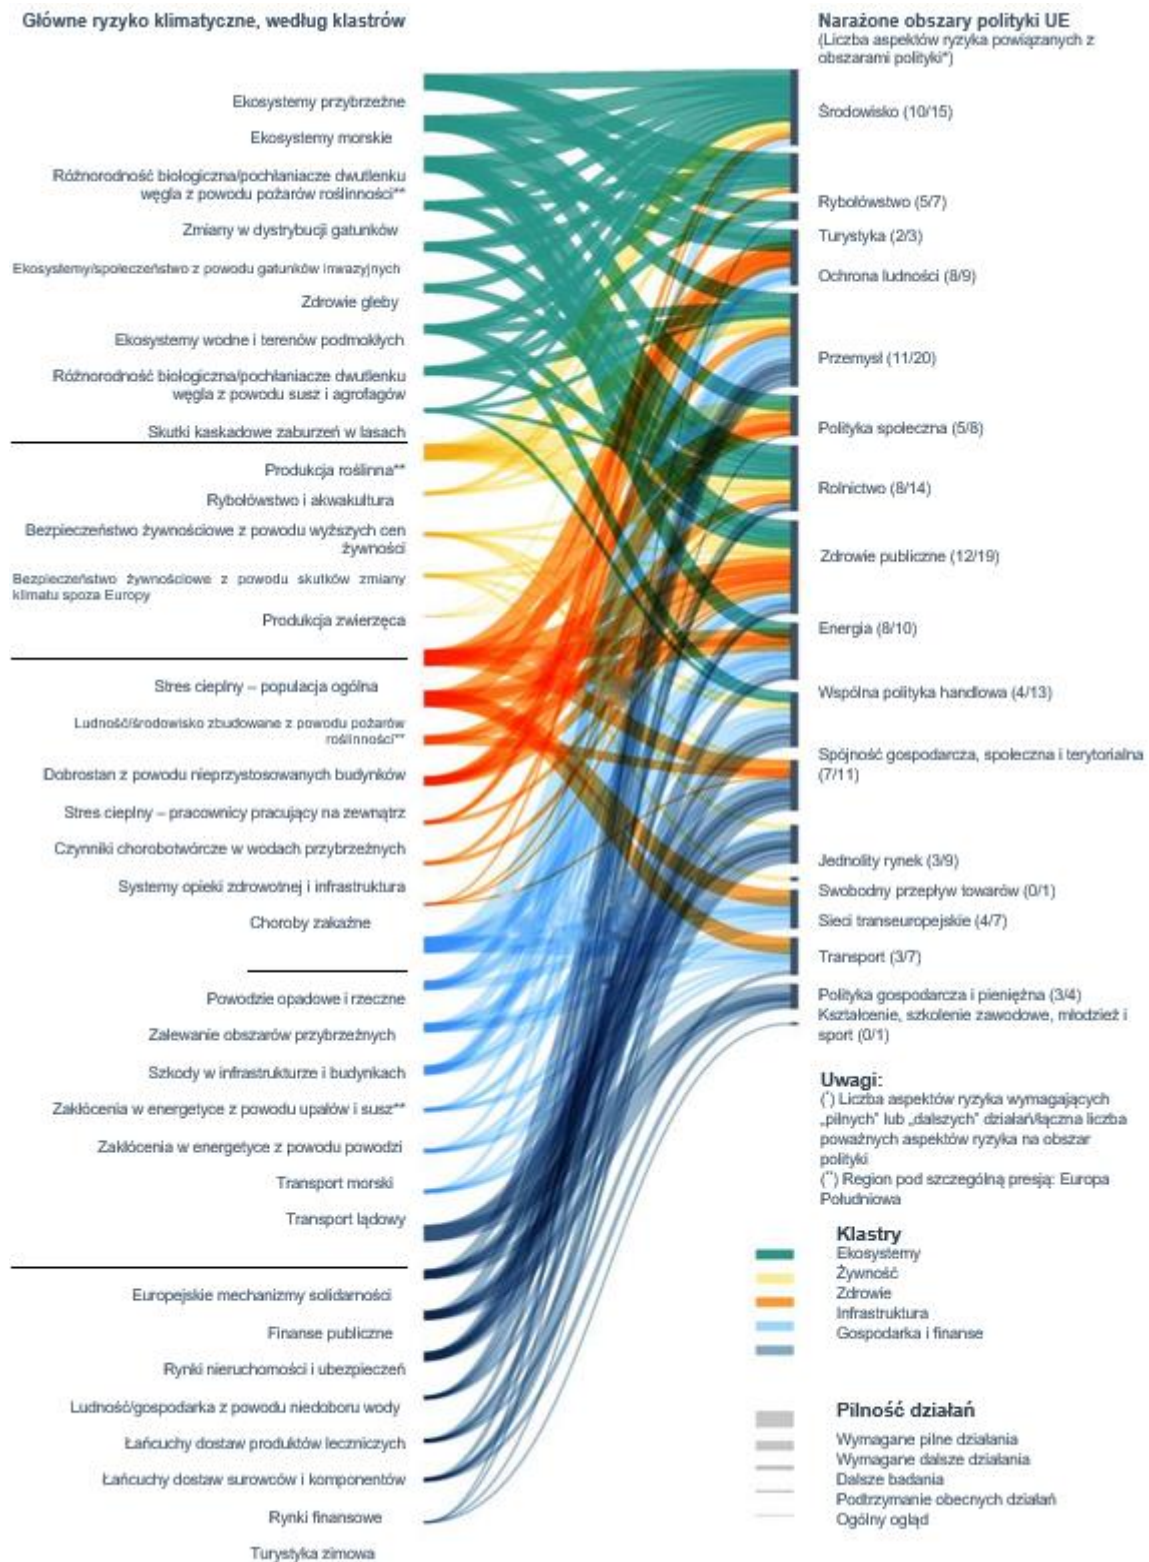 Główne ryzyko klimatyczne, według klastrów
Ekosystemy przybrzeżne
Ekosystemy morskie
Różnorodność biologiczna/pochłaniacze dwutlenku
węgla z powodu pożarów roślinności**
Zmiany w dystrybucji gatunków
Ekosystemy/społeczeństwo z powodu gatunków inwazyjnych
Zdrowie gleby
Ekosystemy wodne i terenów podmokłych
Różnorodność biologiczna/pochłaniacze dwutlenku
węgla z powodu susz i agrofagów
Skutki kaskadowe zaburzeń w lasach
Produkcja roślinna**
Rybołówstwo i akwakultura
Bezpieczeństwo żywnościowe z powodu wyższych cen
żywności
Bezpieczeństwo żywnościowe z powodu skutków zmiany
klimatu spoza Europy
Produkcja zwierzęca
Stres cieplny – populacja ogólna
Ludność/środowisko zbudowane z powodu pożarów
roślinności**
Dobrostan z powodu nieprzystosowanych budynków
Stres cieplny – pracownicy pracujący na zewnątrz
Czynniki chorobotwórcze w wodach przybrzeżnych
Systemy opieki zdrowotnej i infrastruktura
Choroby zakaźne
Powodzie opadowe i rzeczne
Zalewanie obszarów przybrzeżnych
Szkody w infrastrukturze i budynkach
Zakłócenia w energetyce z powodu upałów i susz**
Zakłócenia w energetyce z powodu powodzi
Transport morski
Transport lądowy
Europejskie mechanizmy solidarności
Finanse publiczne
Rynki nieruchomości i ubezpieczeń
Ludność/gospodarka z powodu niedoboru wody
Łańcuchy dostaw produktów leczniczych
Łańcuchy dostaw surowców i komponentów
Rynki finansowe
Turystyka zimowa
Narażone obszary polityki UE
(Liczba aspektów ryzyka powiązanych z
obszarami polityki*)
Środowisko (10/15)
Rybołówstwo (5/7)
Turystyka (2/3)
Ochrona ludności (8/9)
Przemysł (11/20)
Polityka społeczna (5/8)
Rolnictwo (8/14)
Zdrowie publiczne (12/19)
Energia (8/10)
Wspólna polityka handlowa (4/13)
Spójność gospodarcza, społeczna i terytorialna
(7/11)
Jednolity rynek (3/9)
Swobodny przepływ towarów (0/1)
Sieci transeuropejskie (4/7)
Transport (3/7)
Polityka gospodarcza i pieniężna (3/4)
Kształcenie, szkolenie zawodowe, młodzież i
sport (0/1)
Uwagi:
(*) Liczba aspektów ryzyka wymagających
„pilnych” lub „dalszych” działań/łączna liczba
poważnych aspektów ryzyka na obszar
polityki
(**) Region pod szczególną presją: Europa
Południowa
Klastry
Ekosystemy
Żywność
Zdrowie
Infrastruktura
Gospodarka i finanse
Pilność działań
Wymagane pilne działania
Wymagane dalsze działania
Dalsze badania
Podtrzymanie obecnych działań
Ogólny ogląd